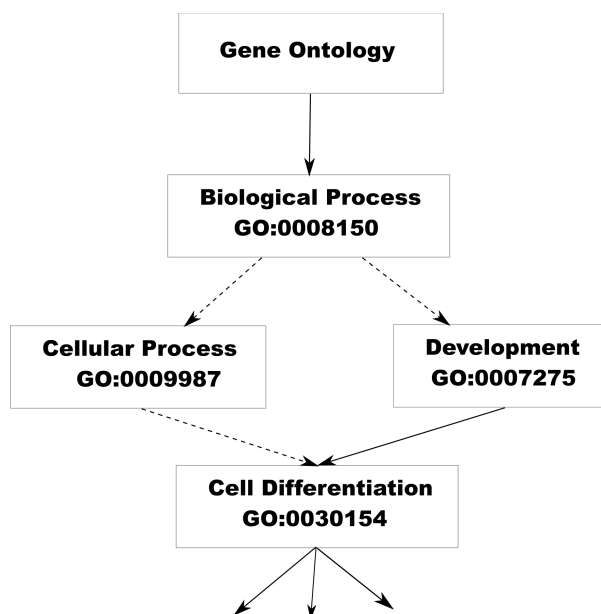 Gene Ontology
Biological Process
GO:0008150
Cellular Process
GO:0009987
Development
GO:0007275
Cell Differentiation
GO:0030154